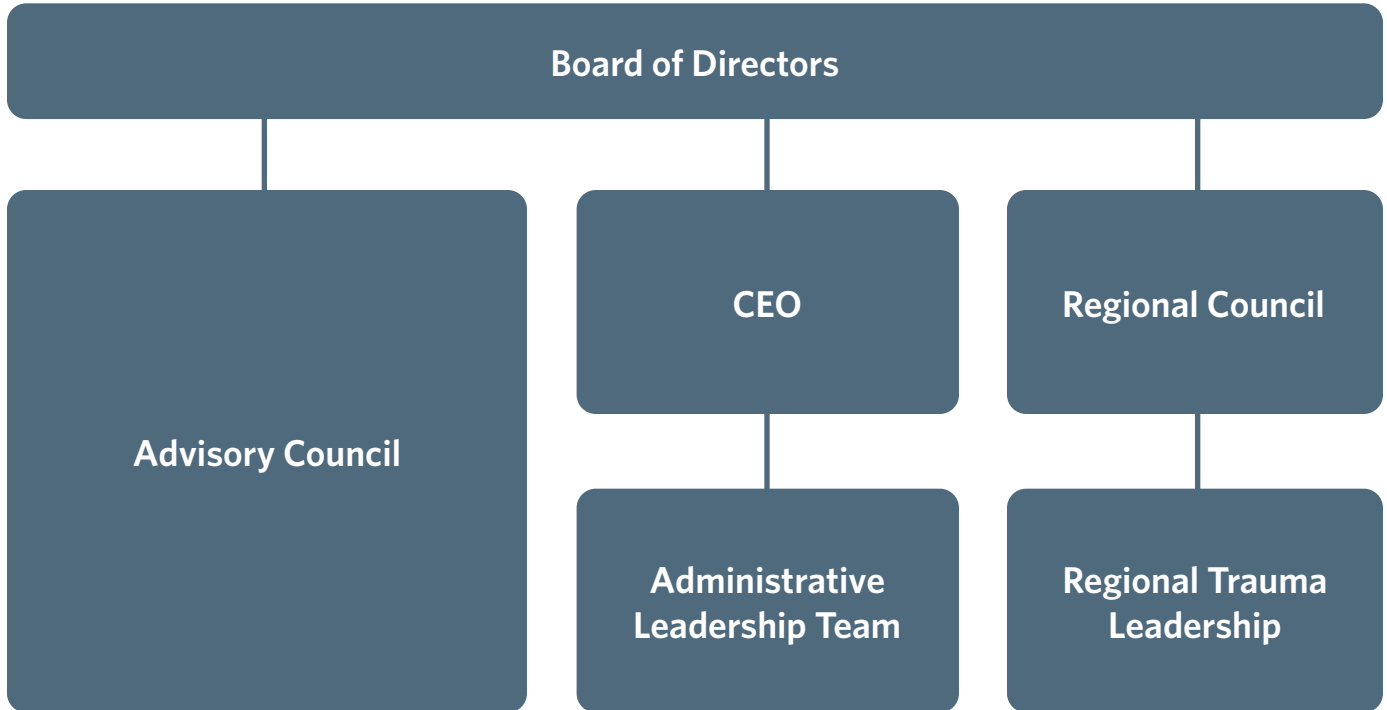 Board of Directors
CEO
Regional Council
Advisory Council
Administrative
Leadership Team
Regional Trauma
Leadership